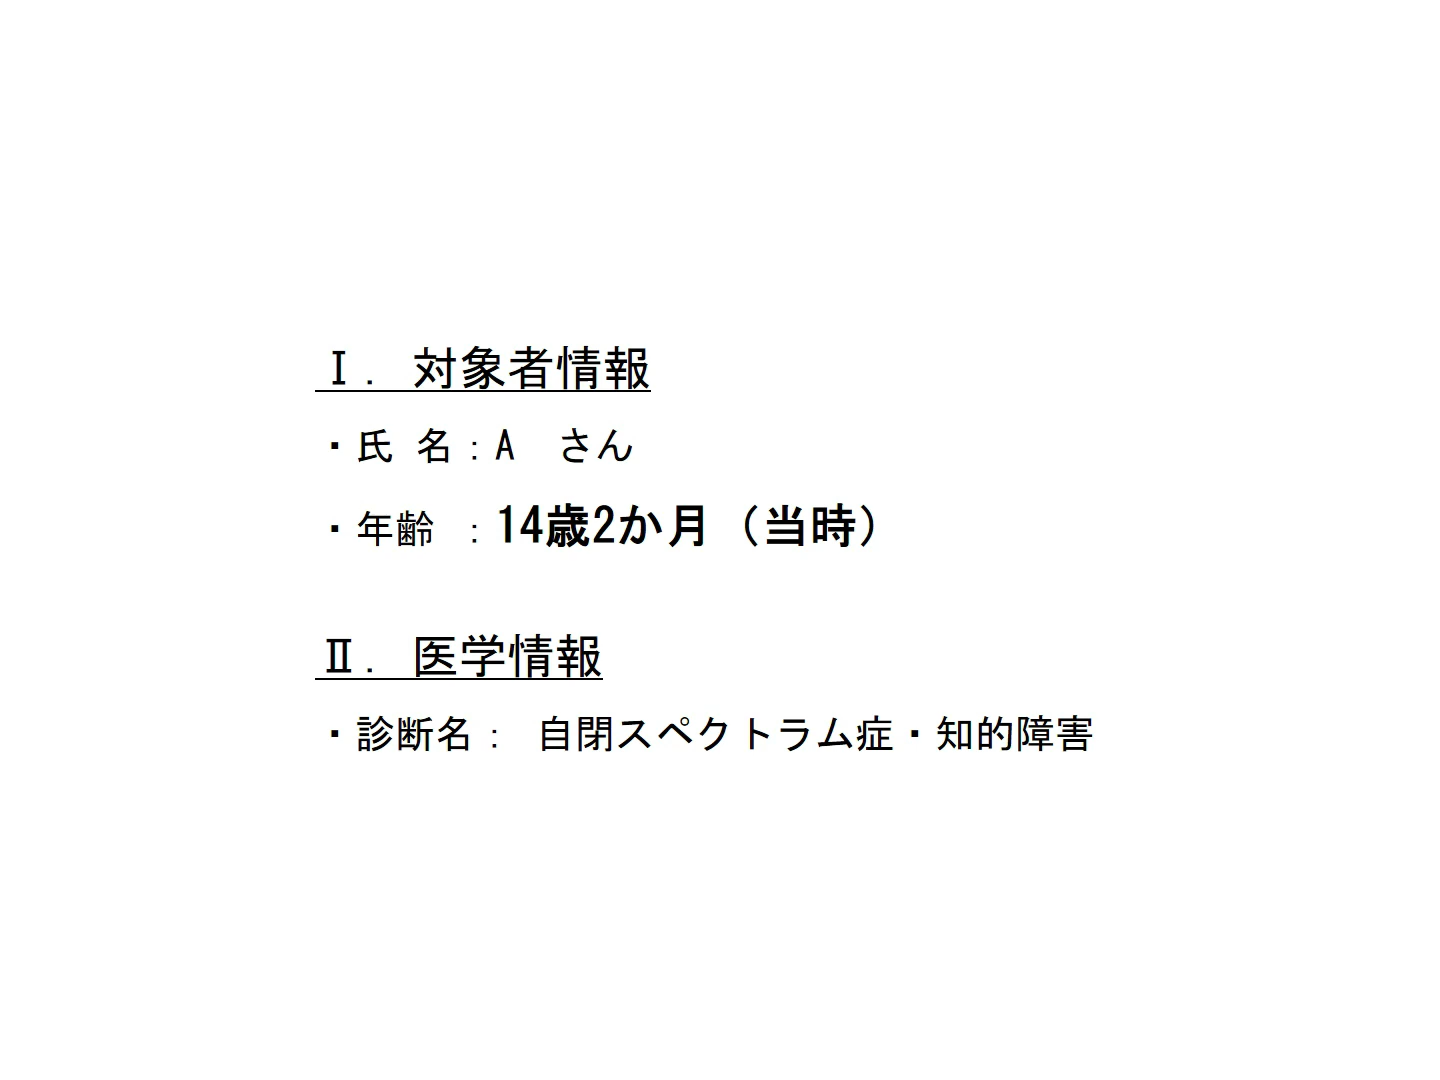 Ⅰ. 対象者情報
・氏 名：A　さん
・年齢　：14歳2か月（当時）
Ⅱ. 医学情報
・診断名：　自閉スペクトラム症・知的障害